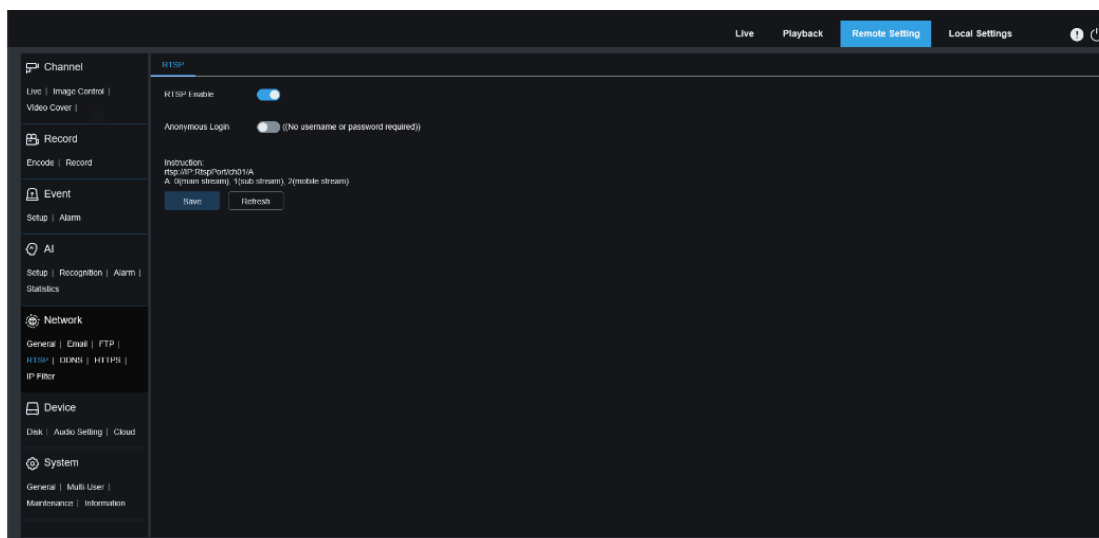 Live Playback Remote Setting Local Settings
Channel
Live | Image Control |
Video Cover |
Record
Encode | Record
Event
Setup | Alarm
AI
Setup | Recognition | Alarm |
Statistics
Network
General | Email | FTP |
RTSP | DDNS | HTTPS |
IP Filter
Device
Disk | Audio Setting | Cloud
System
General | Multi User |
Maintenance | Information
RTSP
RTSP Enable
Anonymous Login ((No username or password required))
Instruction:
rtsp://IP:RtspPort/ch01/A
A: 0(main stream), 1(sub stream), 2(mobile stream)
Save Refresh